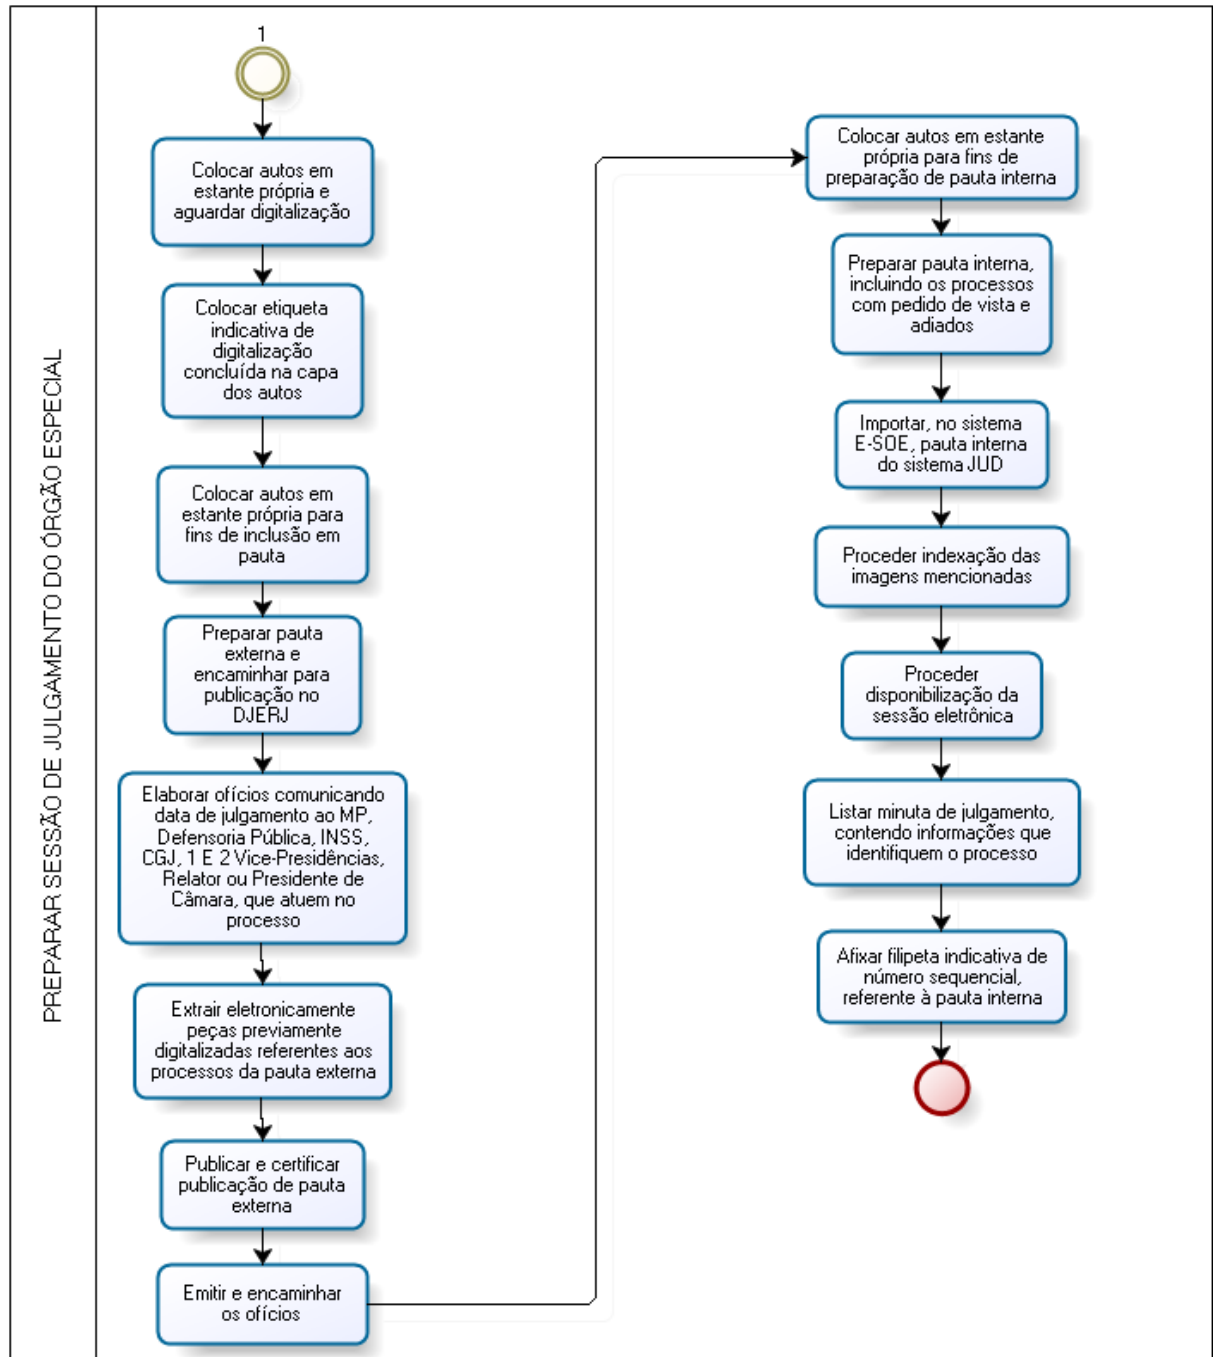 PREPARAR SESSÃO DE JULGAMENTO DO ÓRGÃO ESPECIAL
1
Colocar autos em
estante própria e
aguardar digitalização
Colocar etiqueta
indicativa de
digitalização
concluída na capa
dos autos
Colocar autos em
estante própria para
fins de inclusão em
pauta
Preparar pauta
externa e
encaminhar para
publicação no
DJERJ
Elaborar ofícios comunicando
data de julgamento ao MP,
Defensoria Pública, INSS,
CGJ, 1 E 2 Vice-Presidências,
Relator ou Presidente de
Câmara, que atuem no
processo
Extrair eletronicamente
peças previamente
digitalizadas referentes aos
processos da pauta externa
Publicar e certificar
publicação de pauta
externa
Emitir e encaminhar
os ofícios
Colocar autos em estante
própria para fins de
preparação de pauta interna
Preparar pauta interna,
incluindo os processos
com pedido de vista e
adiados
Importar, no sistema
E-SOE, pauta interna
do sistema JUD
Proceder indexação das
imagens mencionadas
Proceder
disponibilização da
sessão eletrônica
Listar minuta de julgamento,
contendo informações que
identifiquem o processo
Afixar filipeta indicativa de
número sequencial,
referente à pauta interna